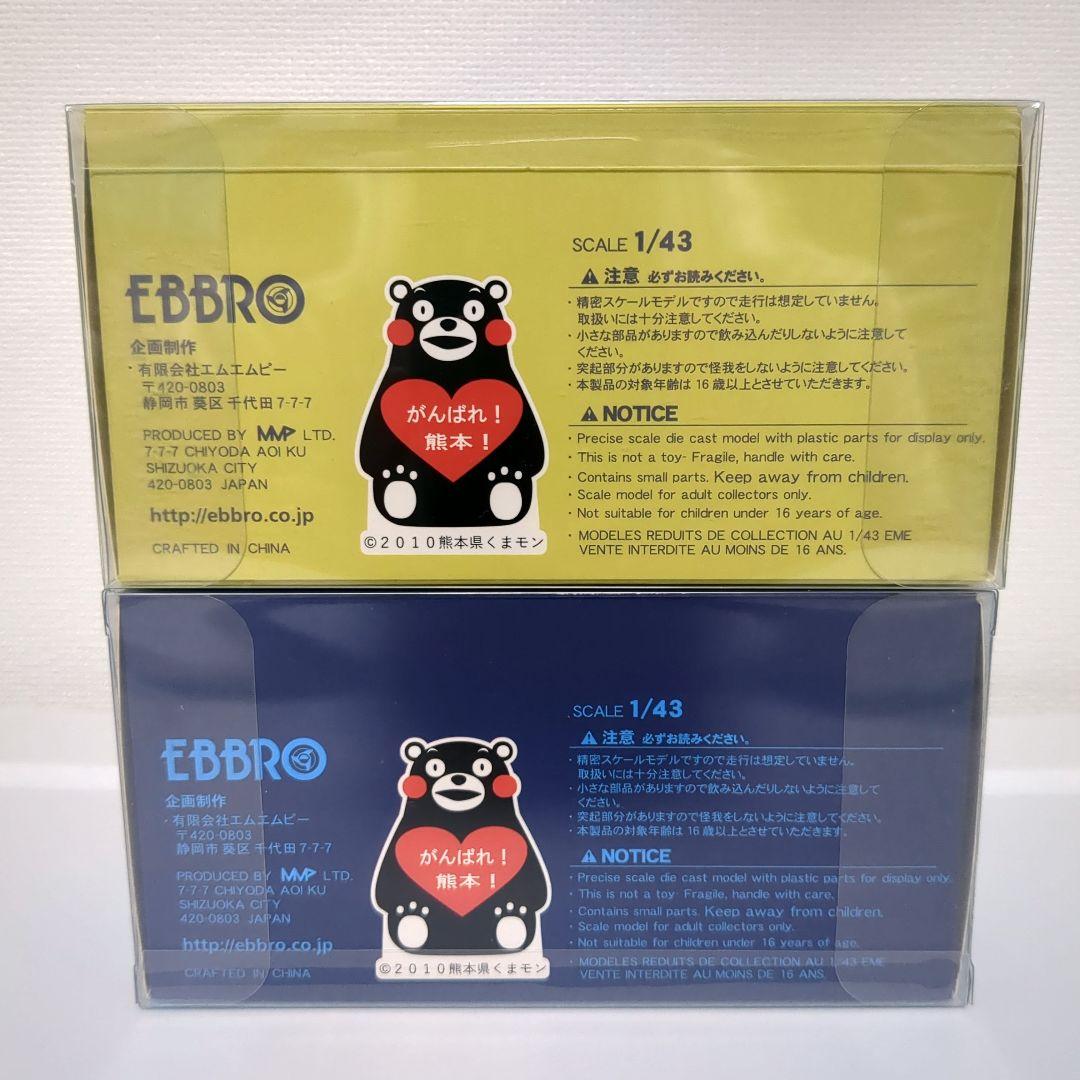 EBBRO
企画制作
・有限会社エムエムピー
〒420-0803
静岡市 葵区 千代田 7-7-7
PRODUCED BY MMP LTD.
7-7-7 CHIYODA AOI KU
SHIZUOKA CITY
420-0803 JAPAN
http://ebbro.co.jp
CRAFTED IN CHINA
がんばれ！
熊本！
©2010熊本県くまモン
SCALE 1/43
注意 必ずお読みください。
・精密スケールモデルですので走行は想定していません。
取扱いには十分注意してください。
・小さな部品がありますので飲み込んだりしないように注意して
ください。
・突起部分がありますので怪我をしないように注意してください。
・本製品の対象年齢は 16 歳以上とさせていただきます。
NOTICE
・Precise scale die cast model with plastic parts for display only.
・This is not a toy- Fragile, handle with care.
・Contains small parts. Keep away from children.
・Scale model for adult collectors only.
・Not suitable for children under 16 years of age.
・MODELES REDUITS DE COLLECTION AU 1/43 EME
VENTE INTERDITE AU MOINS DE 16 ANS.
EBBRO
企画制作
・有限会社エムエムピー
〒420-0803
静岡市 葵区 千代田 7-7-7
PRODUCED BY MMP LTD.
7-7-7 CHIYODA AOI KU
SHIZUOKA CITY
420-0803 JAPAN
http://ebbro.co.jp
CRAFTED IN CHINA
がんばれ！
熊本！
©2010熊本県くまモン
SCALE 1/43
注意 必ずお読みください。
・精密スケールモデルですので走行は想定していません。
取扱いには十分注意してください。
・小さな部品がありますので飲み込んだりしないように注意して
ください。
・突起部分がありますので怪我をしないように注意してください。
・本製品の対象年齢は 16 歳以上とさせていただきます。
NOTICE
・Precise scale die cast model with plastic parts for display only.
・This is not a toy- Fragile, handle with care.
・Contains small parts. Keep away from children.
・Scale model for adult collectors only.
・Not suitable for children under 16 years of age.
・MODELES REDUITS DE COLLECTION AU 1/43 EME
VENTE INTERDITE AU MOINS DE 16 ANS.